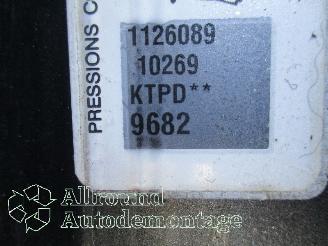 PRESSIONS C
1126089
10269
KTPD**
9682
Allround
Autodemontage